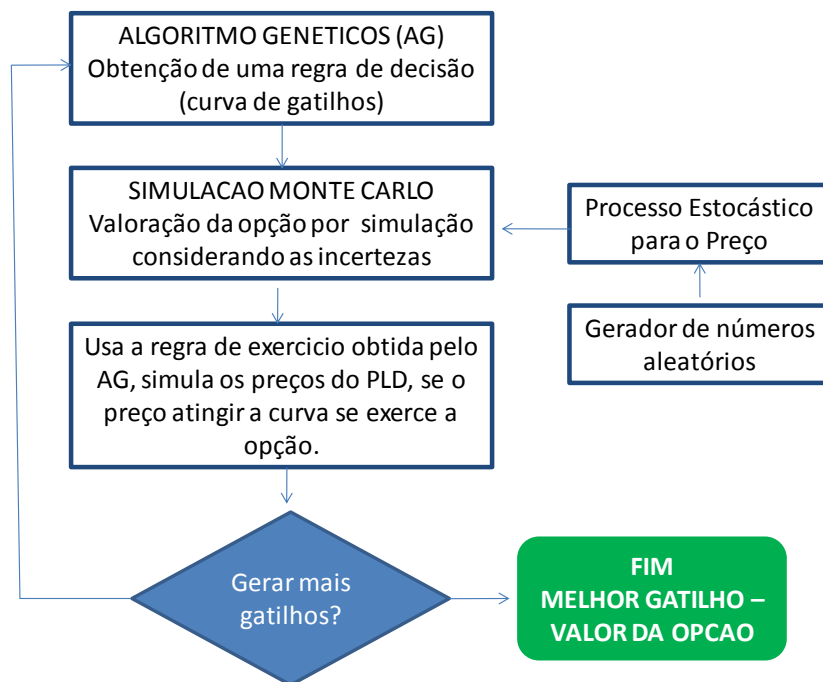 ALGORITMO GENETICOS (AG)
Obtenção de uma regra de decisão
(curva de gatilhos)
SIMULACAO MONTE CARLO
Valoração da opção por simulação
considerando as incertezas
Processo Estocástico
para o Preço
Gerador de números
aleatórios
Usa a regra de exercicio obtida pelo
AG, simula os preços do PLD, se o
preço atingir a curva se exerce a
opção.
Gerar mais
gatilhos?
FIM
MELHOR GATILHO –
VALOR DA OPCAO